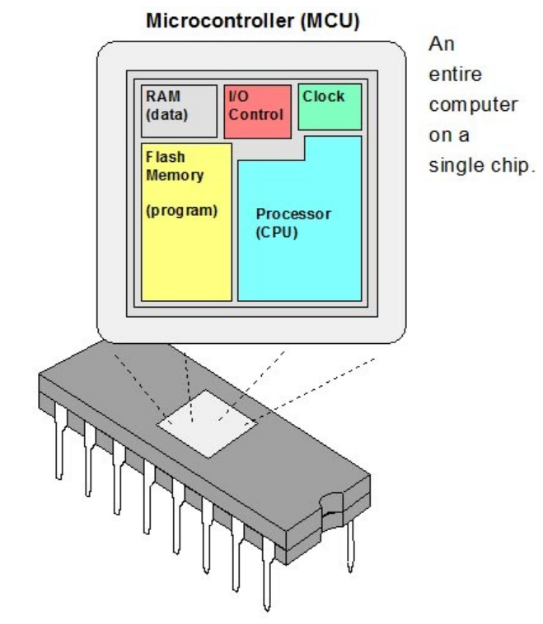 Microcontroller (MCU)
An
entire
computer
on a
single chip.
RAM
(data)
I/O
Control
Clock
Flash
Memory
(program)
Processor
(CPU)